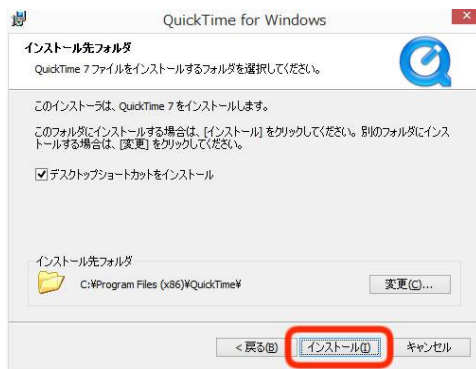 QuickTime for Windows
インストール先フォルダ
QuickTime 7 ファイルをインストールするフォルダを選択してください。
このインストーラは、QuickTime 7 をインストールします。
このフォルダにインストールする場合は、[インストール] をクリックしてください。別のフォルダにインス
トールする場合は、[変更] をクリックしてください。
デスクトップショートカットをインストール
インストール先フォルダ
C:¥Program Files (x86)¥QuickTime¥
変更(C)...
< 戻る(B)
インストール(I)
キャンセル